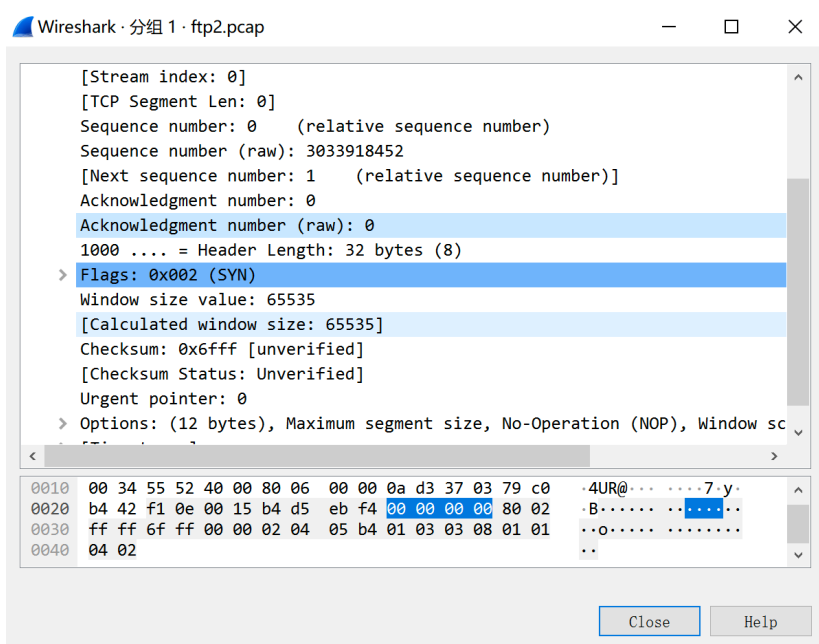 Wireshark · 分组 1 · ftp2.pcap
[Stream index: 0]
[TCP Segment Len: 0]
Sequence number: 0    (relative sequence number)
Sequence number (raw): 3033918452
[Next sequence number: 1    (relative sequence number)]
Acknowledgment number: 0
Acknowledgment number (raw): 0
1000 .... = Header Length: 32 bytes (8)
Flags: 0x002 (SYN)
Window size value: 65535
[Calculated window size: 65535]
Checksum: 0x6fff [unverified]
[Checksum Status: Unverified]
Urgent pointer: 0
Options: (12 bytes), Maximum segment size, No-Operation (NOP), Window sc
0010  00 34 55 52 40 00 80 06  00 00 0a d3 37 03 79 c0  ·4UR@··· ····7·y·
0020  b4 42 f1 0e 00 15 b4 d5  eb f4 00 00 00 00 80 02  ·B······ ········
0030  ff ff 6f ff 00 00 02 04  05 b4 01 03 03 08 01 01  ··o····· ········
0040  04 02  ··
Close
Help